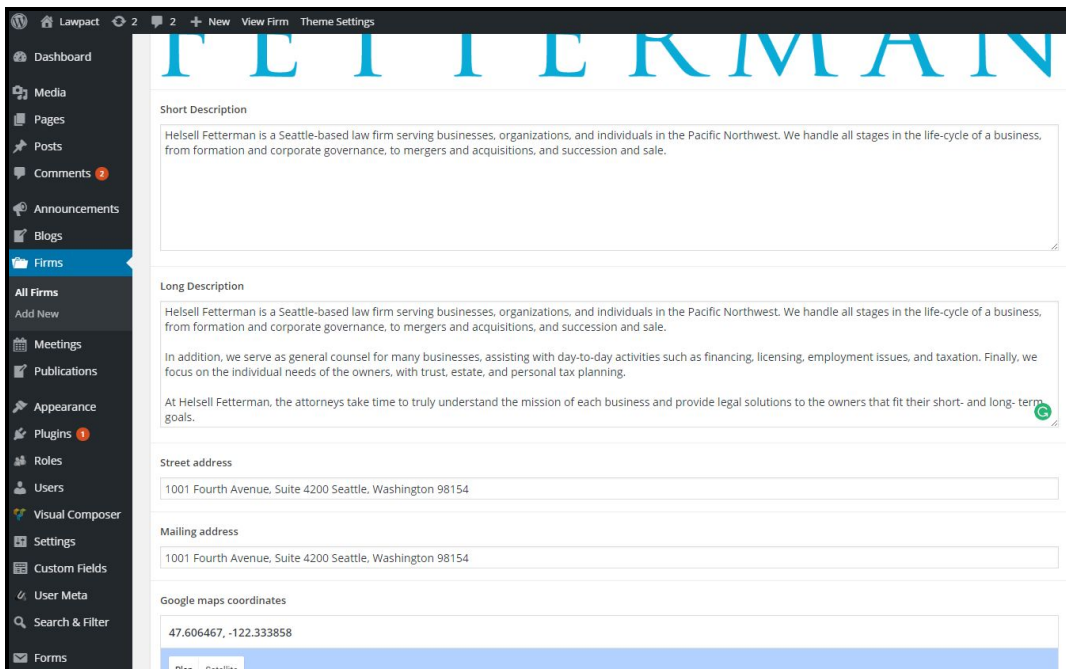 Lawpact 2 2 New View Firm Theme Settings
Dashboard
Media
Pages
Posts
Comments 2
Announcements
Blogs
Firms
All Firms
Add New
Meetings
Publications
Appearance
Plugins 1
Roles
Users
Visual Composer
Settings
Custom Fields
User Meta
Search & Filter
Forms
FETTERMAN
Short Description
Helsell Fetterman is a Seattle-based law firm serving businesses, organizations, and individuals in the Pacific Northwest. We handle all stages in the life-cycle of a business,
from formation and corporate governance, to mergers and acquisitions, and succession and sale.
Long Description
Helsell Fetterman is a Seattle-based law firm serving businesses, organizations, and individuals in the Pacific Northwest. We handle all stages in the life-cycle of a business,
from formation and corporate governance, to mergers and acquisitions, and succession and sale.
In addition, we serve as general counsel for many businesses, assisting with day-to-day activities such as financing, licensing, employment issues, and taxation. Finally, we
focus on the individual needs of the owners, with trust, estate, and personal tax planning.
At Helsell Fetterman, the attorneys take time to truly understand the mission of each business and provide legal solutions to the owners that fit their short- and long- term
goals.
Street address
1001 Fourth Avenue, Suite 4200 Seattle, Washington 98154
Mailing address
1001 Fourth Avenue, Suite 4200 Seattle, Washington 98154
Google maps coordinates
47.606467, -122.333858
Plan Satellite